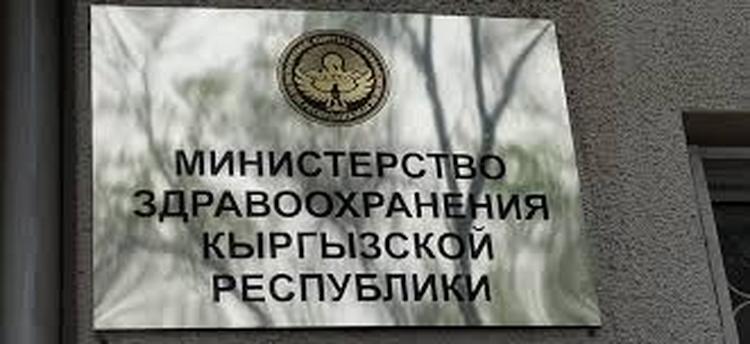 МИНИСТЕРСТВО
ЗДРАВООХРАНЕНИЯ
КЫРГЫЗСКОЙ
РЕСПУБЛИКИ